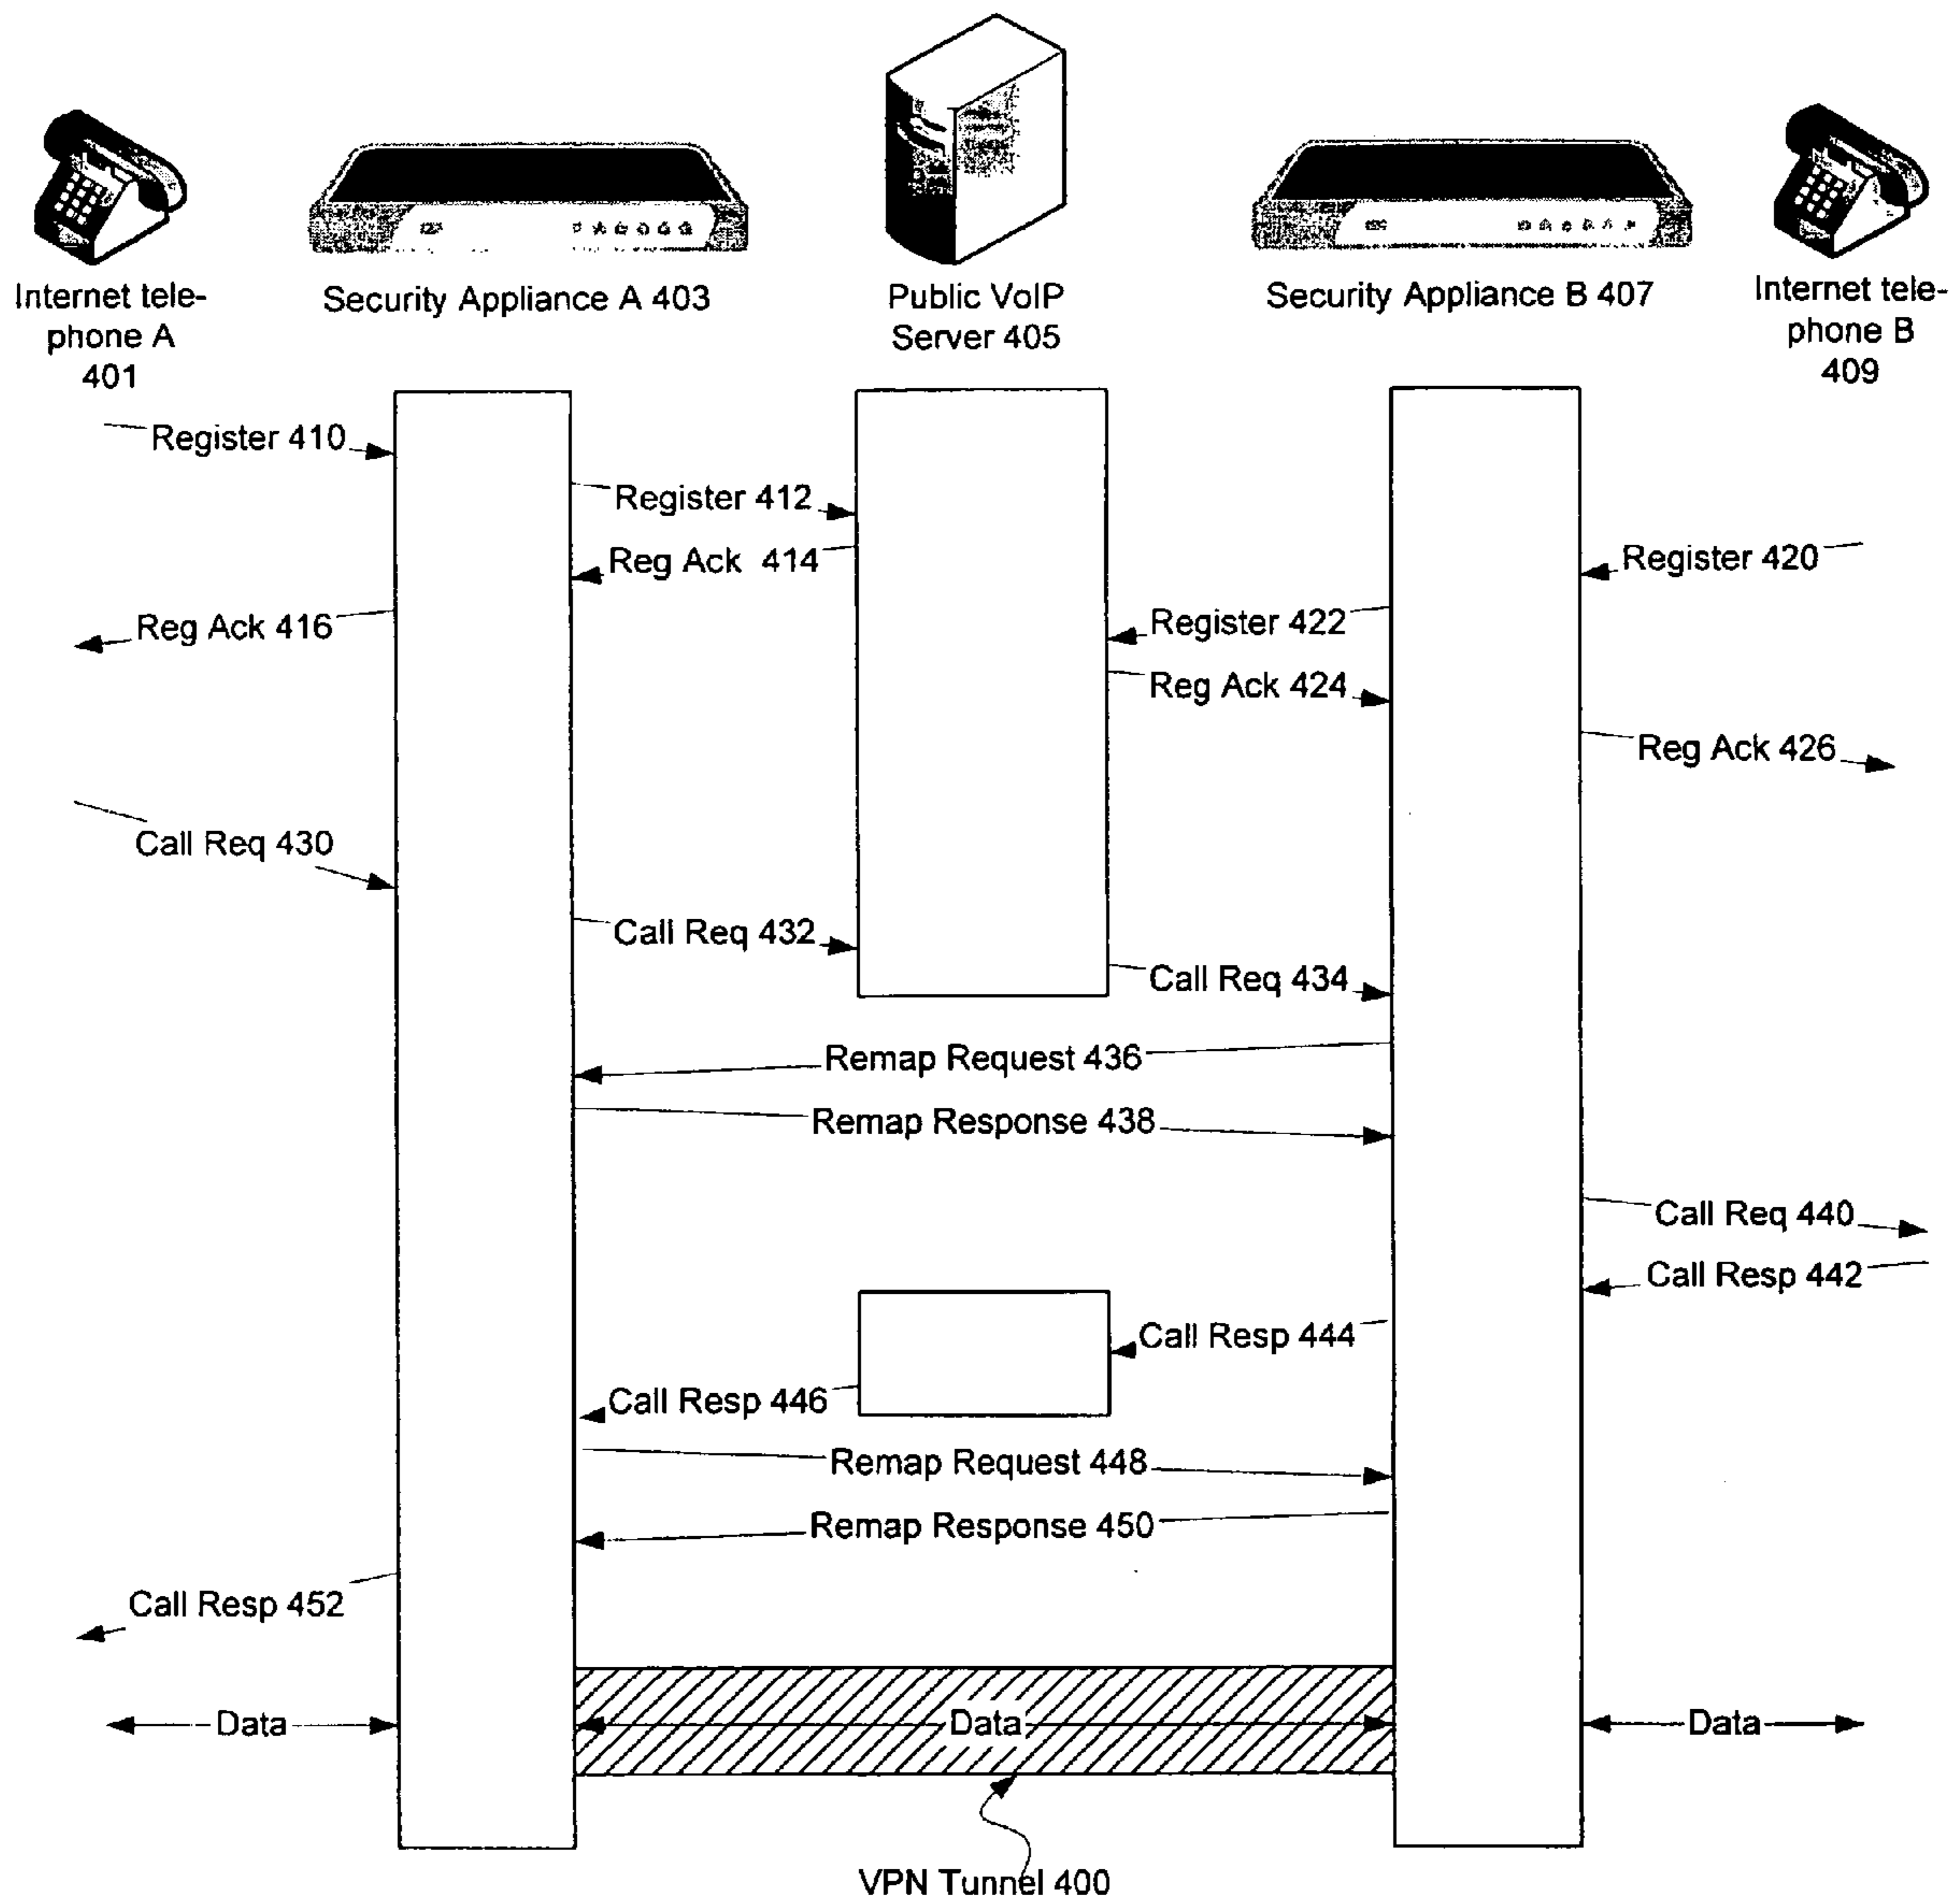 Internet tele-
phone A
401
Security Appliance A 403
Public VoIP
Server 405
Security Appliance B 407
Internet tele-
phone B
409
Register 410
Register 412
Reg Ack 414
Register 420
Reg Ack 416
Register 422
Reg Ack 424
Reg Ack 426
Call Req 430
Call Req 432
Call Req 434
Remap Request 436
Remap Response 438
Call Req 440
Call Resp 442
Call Resp 444
Call Resp 446
Remap Request 448
Remap Response 450
Call Resp 452
Data
Data
Data
VPN Tunnel 400